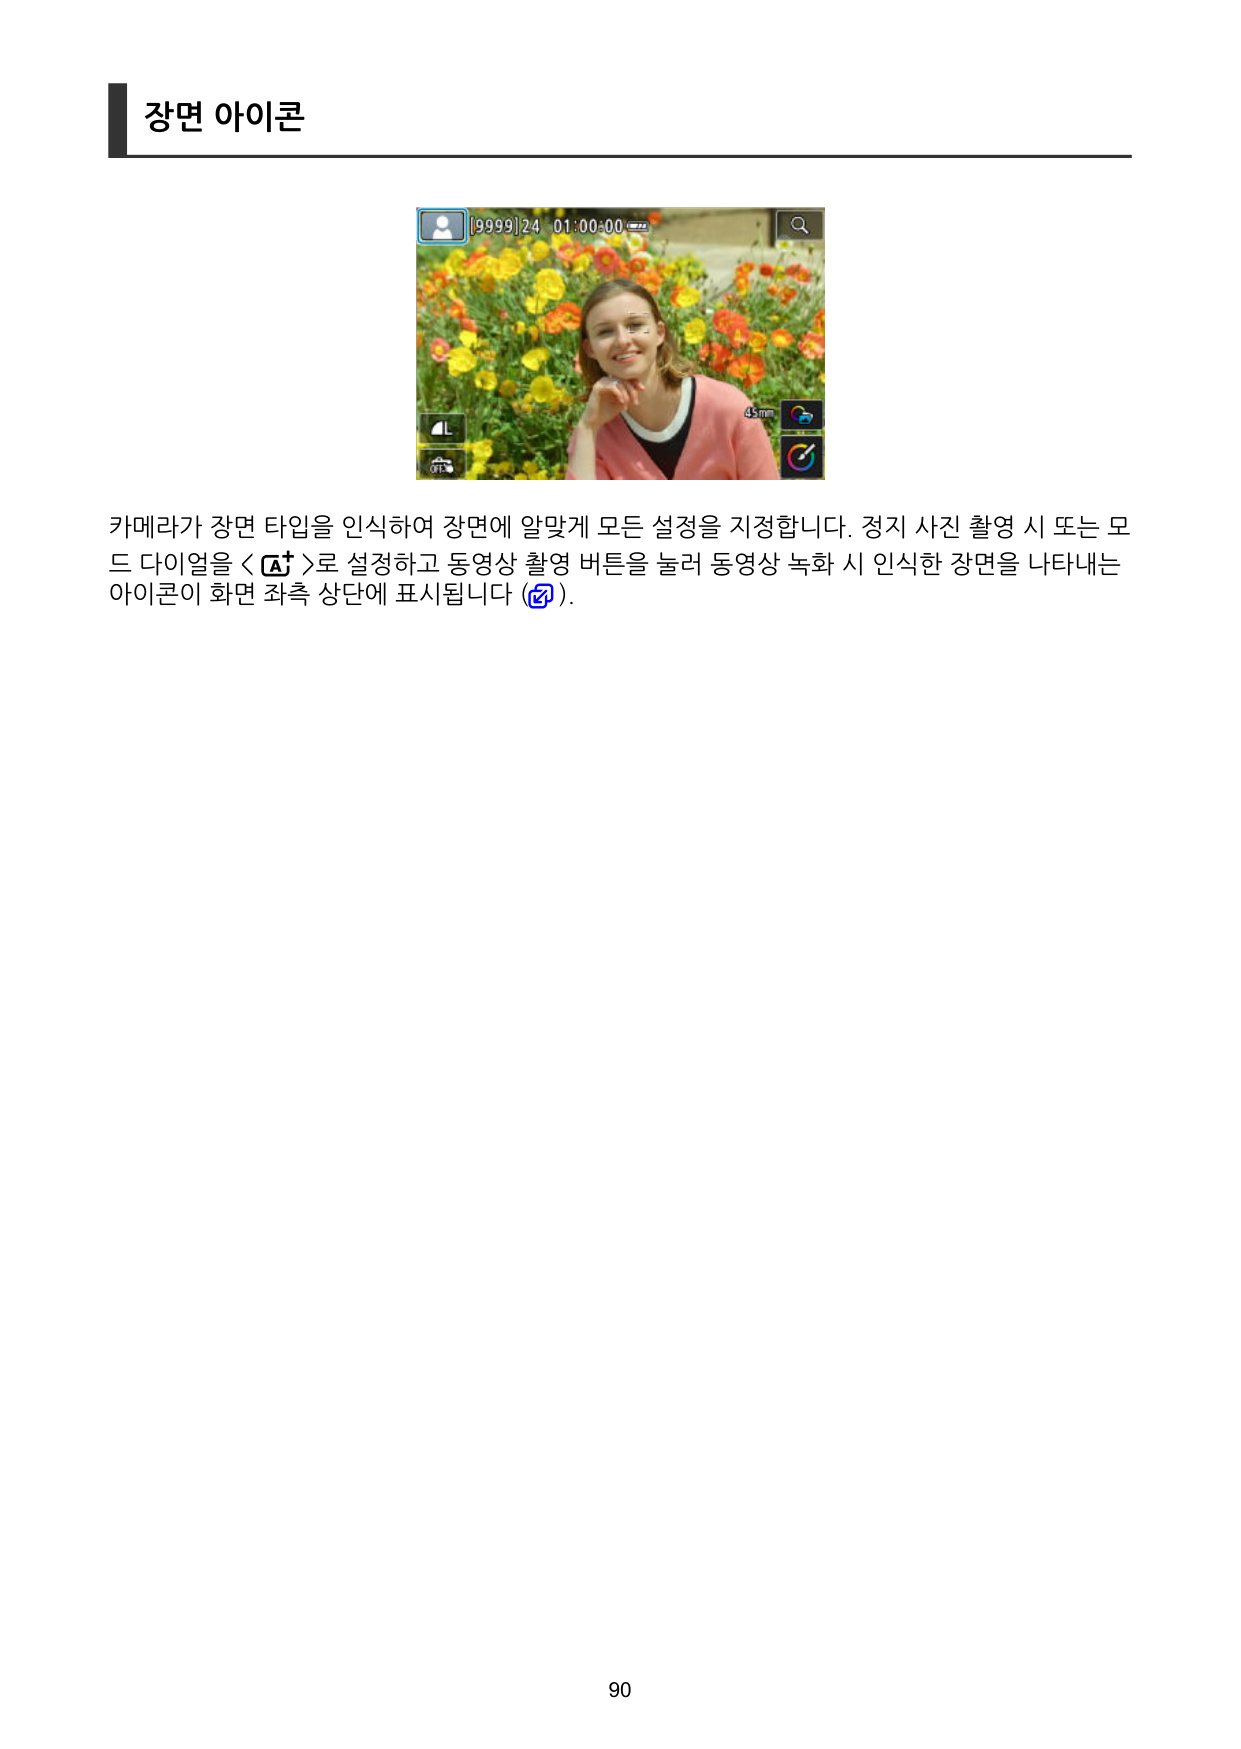 장면 아이콘
[9999]24 01:00:00
45mm
L
OFF
카메라가 장면 타입을 인식하여 장면에 알맞게 모든 설정을 지정합니다. 정지 사진 촬영 시 또는 모
드 다이얼을 < A+ >로 설정하고 동영상 촬영 버튼을 눌러 동영상 녹화 시 인식한 장면을 나타내는
아이콘이 화면 좌측 상단에 표시됩니다 ( ).
90